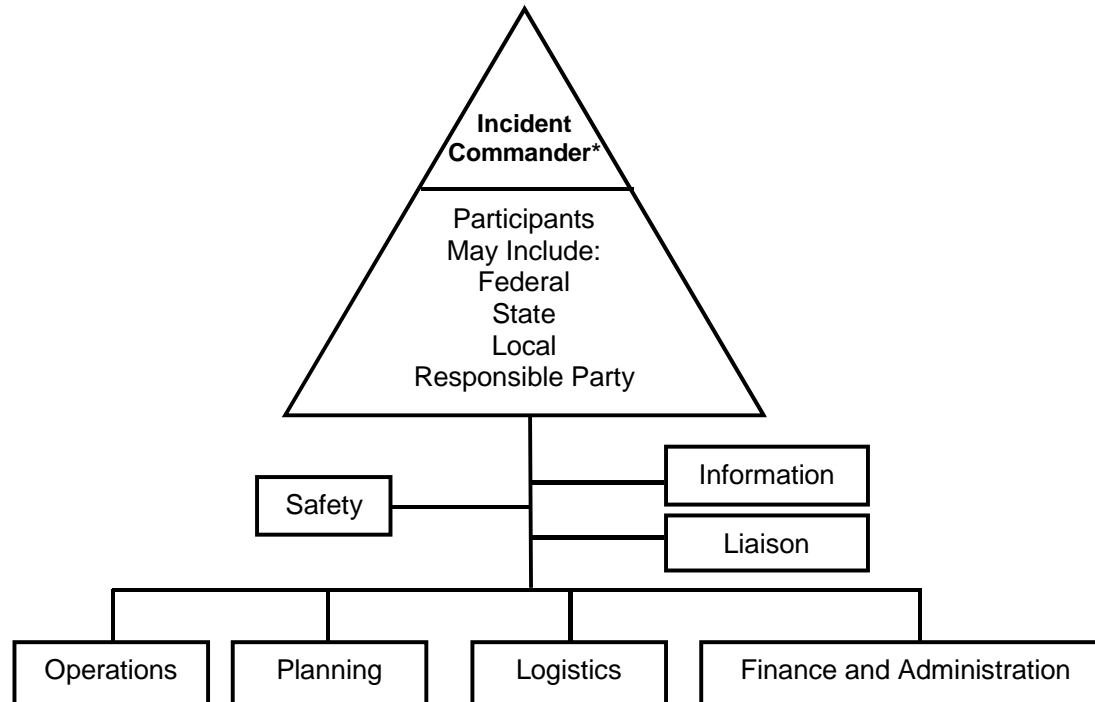 Incident
Commander*
Participants
May Include:
Federal
State
Local
Responsible Party
Information
Safety
Liaison
Operations
Planning
Logistics
Finance and Administration